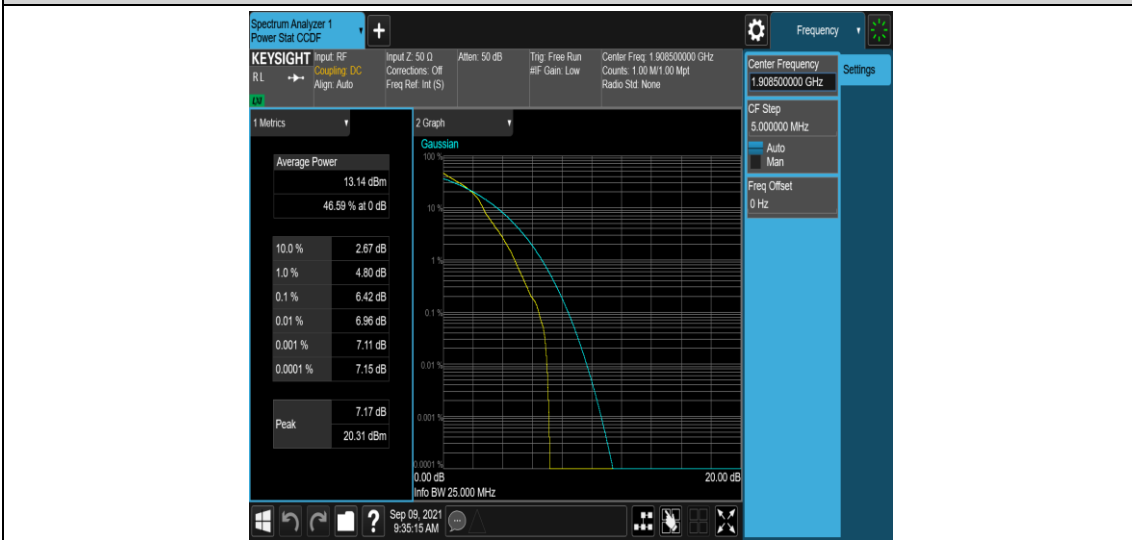 Spectrum Analyzer 1
Power Stat CCDF
+
Frequency
KEYSIGHT
RL
LXI
Input: RF
Coupling: DC
Align: Auto
Input Z: 50 Ω
Corrections: Off
Freq Ref: Int (S)
Atten: 50 dB
Trig: Free Run
#IF Gain: Low
Center Freq: 1.908500000 GHz
Counts: 1.00 M/1.00 Mpt
Radio Std: None
Center Frequency
1.908500000 GHz
Settings
CF Step
5.000000 MHz
Auto
Man
Freq Offset
0 Hz
1 Metrics
Average Power
13.14 dBm
46.59 % at 0 dB
10.0 % 2.67 dB
1.0 % 4.80 dB
0.1 % 6.42 dB
0.01 % 6.96 dB
0.001 % 7.11 dB
0.0001 % 7.15 dB
Peak
7.17 dB
20.31 dBm
2 Graph
Gaussian
100 %
10 %
1 %
0.1 %
0.01 %
0.001 %
0.0001 %
0.00 dB 20.00 dB
Info BW 25.000 MHz
?
Sep 09, 2021
9:35:15 AM